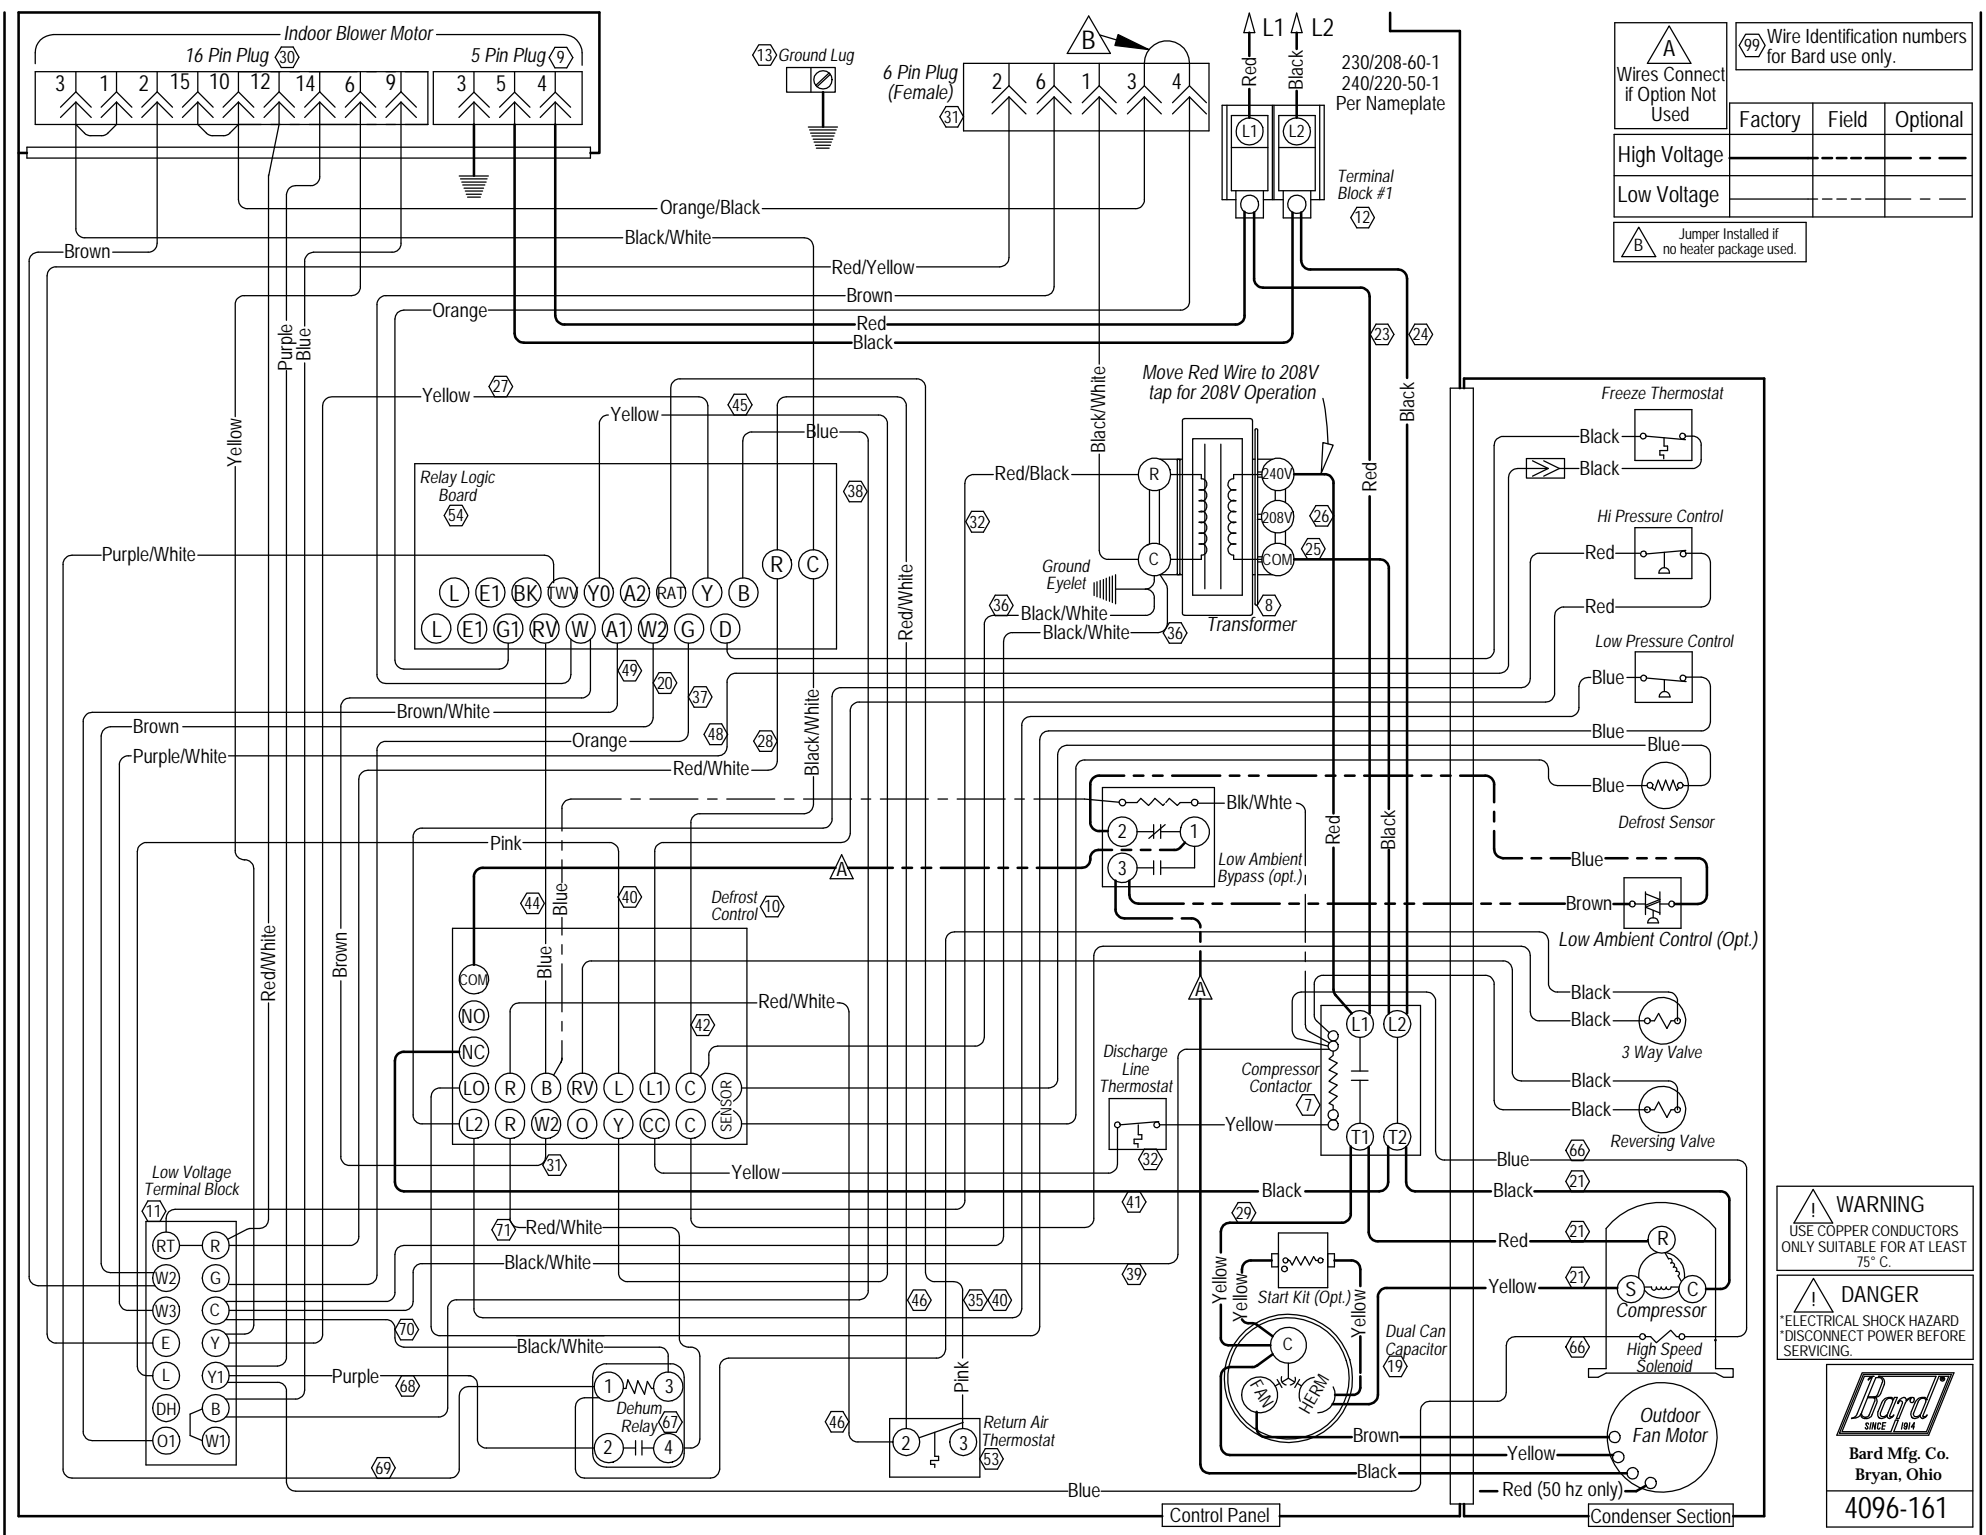 Indoor Blower Motor
16 Pin Plug 30
5 Pin Plug 9
3 1 2 15 10 12 14 6 9
3 5 4
13 Ground Lug
6 Pin Plug
(Female)
31
2 6 1 3 4
B
L1 L2
Red
Black
230/208-60-1
240/220-50-1
Per Nameplate
L1 L2
Terminal
Block #1
12
A
Wires Connect
if Option Not
Used
99 Wire Identification numbers
for Bard use only.
Factory Field Optional
High Voltage
Low Voltage
B
Jumper Installed if
no heater package used.
Orange/Black
Black/White
Brown
Red/Yellow
Brown
Orange
Red
Black
Purple
Blue
Yellow
Yellow 27
Yellow 45
Blue
38
Black/White
Red/White
Move Red Wire to 208V
tap for 208V Operation
23 24
Red
Black
Relay Logic
Board
54
R C
L E1 BK TWV Y0 A2 RAT Y B
L E1 G1 RV W A1 W2 G D
Purple/White
Red/Black
32
R
C
240V
208V
COM
26
25
8
Transformer
Ground
Eyelet
36
Black/White
Black/White
36
Freeze Thermostat
Black
Black
Hi Pressure Control
Red
Red
Low Pressure Control
Blue
Blue
Blue
Blue
Defrost Sensor
49 20 37 48 28
Brown/White
Brown
Orange
Purple/White
Red/White
Black/White
Pink
44
Blue
Blue
40
Blk/Whte
2 1
3
Low Ambient
Bypass (opt.)
Red
Black
A
Blue
Brown
Low Ambient Control (Opt.)
Defrost
Control
10
COM
NO
NC
LO R B RV L L1 C SENSOR
L2 R W2 O Y CC C
31
Red/White
42
Red/White
Brown
A
Black
Black
3 Way Valve
Black
Black
Reversing Valve
Discharge
Line
Thermostat
32
Compressor
Contactor
7
L1 L2
T1 T2
Yellow
Yellow
Black
41
Blue 66
Black 21
Red 21
Yellow 21
R
S C
Compressor
66
High Speed
Solenoid
Low Voltage
Terminal Block
11
RT R
W2 G
W3 C
E Y
L Y1
DH B
O1 W1
71 Red/White
Black/White
39
70
Black/White
Purple 68
1 3
Dehum
Relay 67
2 4
69
46
46
35 40
Pink
2 3
Return Air
Thermostat
53
29
Yellow
Yellow
Yellow
Start Kit (Opt.)
C
FAN
HERM
Dual Can
Capacitor
19
Brown
Yellow
Black
Red (50 hz only)
Outdoor
Fan Motor
Blue
Control Panel
Condenser Section
! WARNING
USE COPPER CONDUCTORS
ONLY SUITABLE FOR AT LEAST
75° C.
! DANGER
*ELECTRICAL SHOCK HAZARD
*DISCONNECT POWER BEFORE
SERVICING.
Bard
SINCE 1914
Bard Mfg. Co.
Bryan, Ohio
4096-161